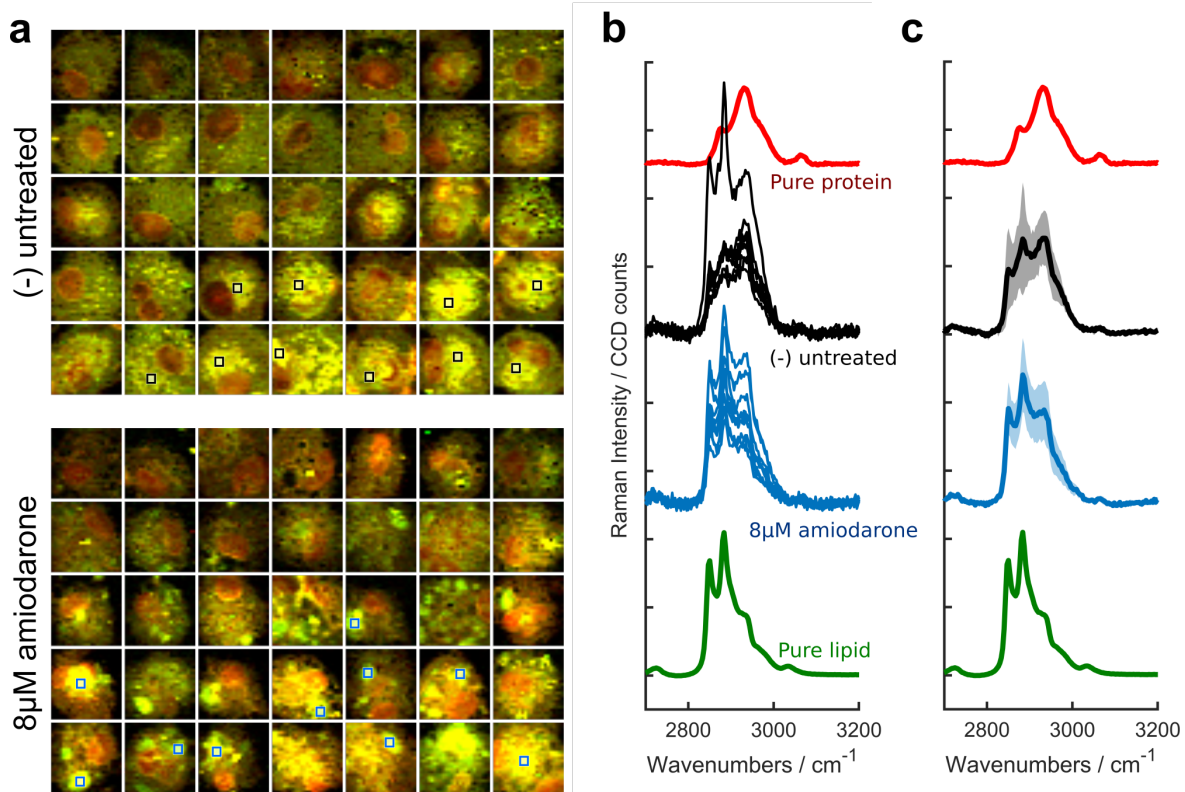 a
(-) untreated
8µM amiodarone
b
Raman Intensity / CCD counts
Pure protein
(-) untreated
8µM amiodarone
Pure lipid
2800 3000 3200
Wavenumbers / cm⁻¹
c
2800 3000 3200
Wavenumbers / cm⁻¹